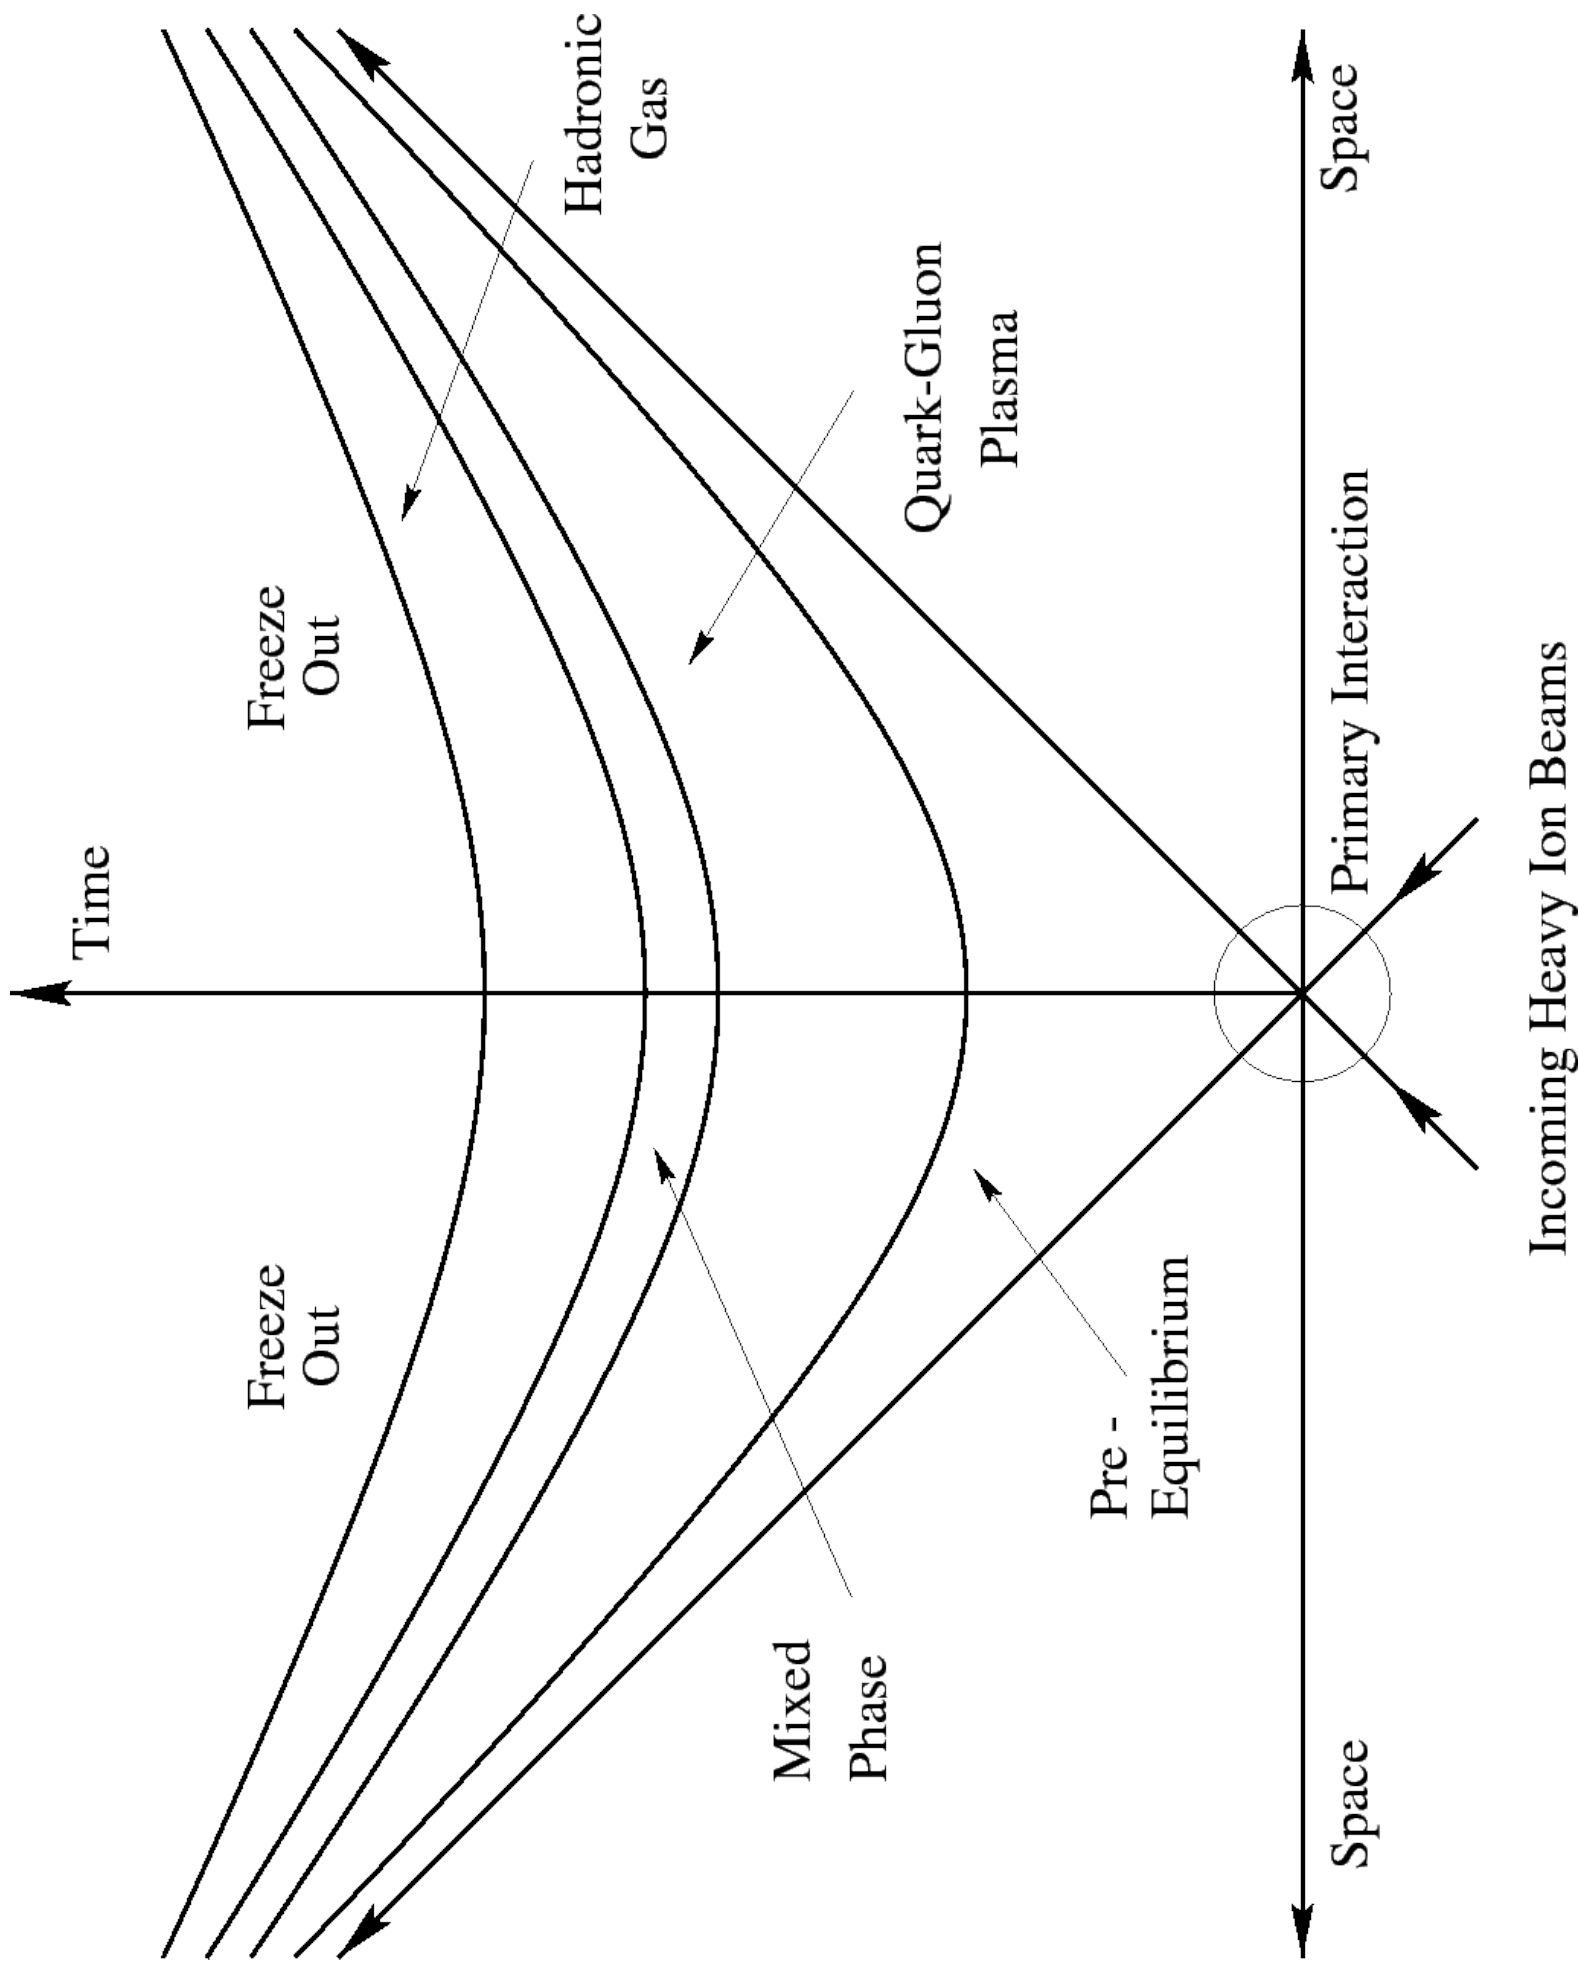 Time
Freeze
Out
Freeze
Out
Hadronic
Gas
Mixed
Phase
Quark-Gluon
Plasma
Pre -
Equilibrium
Space
Primary Interaction
Space
Incoming Heavy Ion Beams